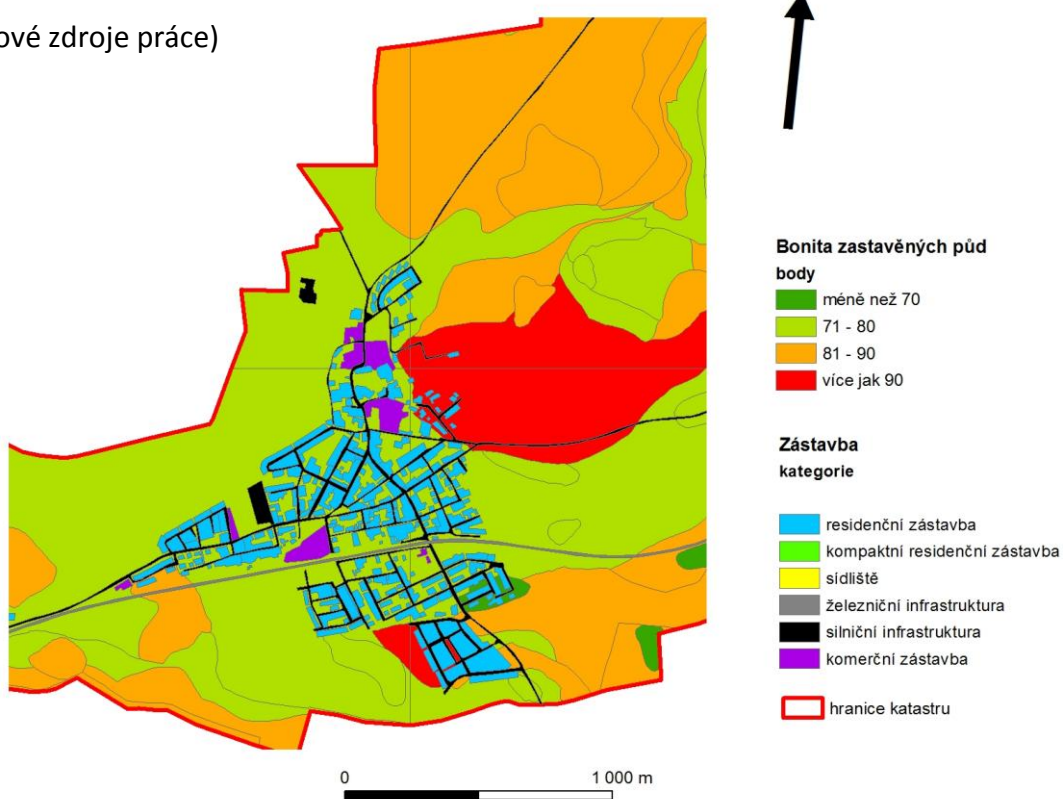 ové zdroje práce)
Bonita zastavěných půd
body
méně než 70
71 - 80
81 - 90
více jak 90
Zástavba
kategorie
residenční zástavba
kompaktní residenční zástavba
sídliště
železniční infrastruktura
silniční infrastruktura
komerční zástavba
hranice katastru
0 1 000 m